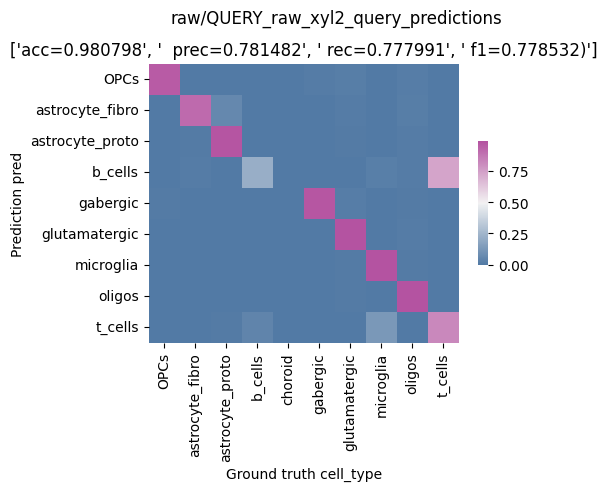 raw/QUERY_raw_xyl2_query_predictions
['acc=0.980798', '  prec=0.781482', ' rec=0.777991', ' f1=0.778532)']
OPCs
astrocyte_fibro
astrocyte_proto
b_cells
gabergic
glutamatergic
microglia
oligos
t_cells
Prediction pred
OPCs
astrocyte_fibro
astrocyte_proto
b_cells
choroid
gabergic
glutamatergic
microglia
oligos
t_cells
Ground truth cell_type
0.75
0.50
0.25
0.00